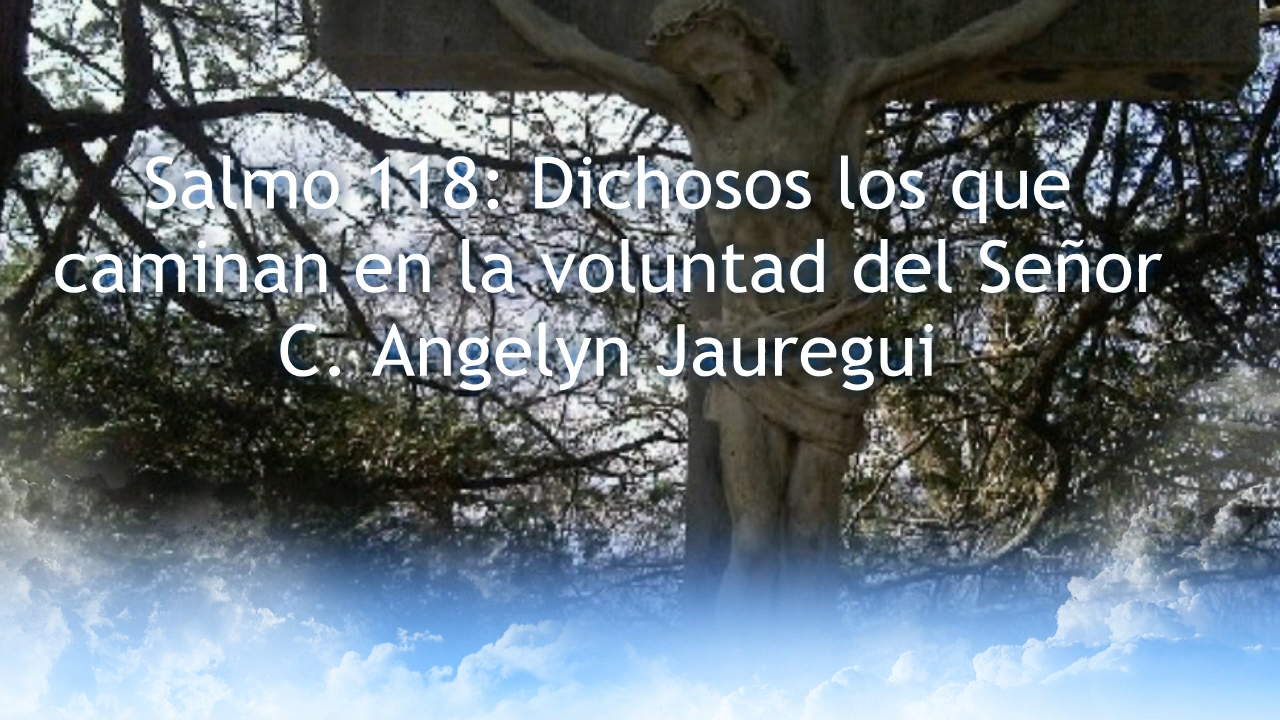 Salmo 118: Dichosos los que
caminan en la voluntad del Señor
C. Angelyn Jauregui